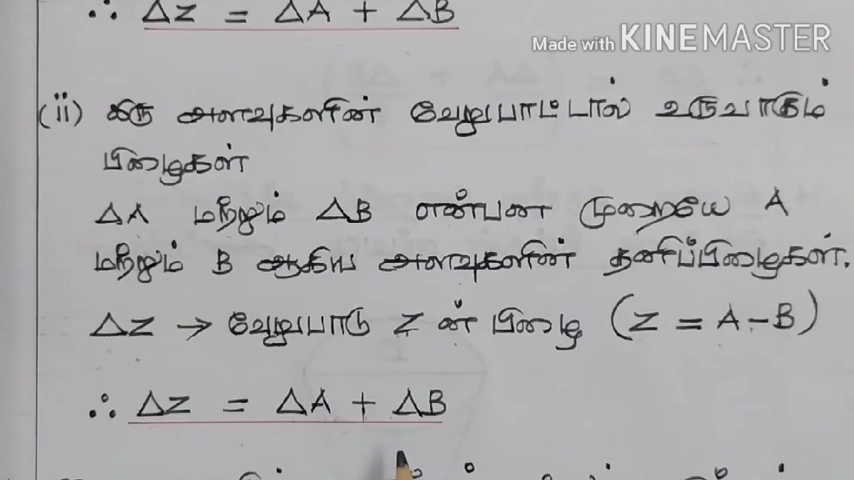 ∴ ΔZ = ΔA + ΔB
Made with KINEMASTER
(ii) இரு அளவுகளின் வேறுபாட்டால் உருவாகும்
பிழைகள்
ΔA மற்றும் ΔB என்பன முறையே A
மற்றும் B ஆகிய அளவுகளின் தனிப்பிழைகள்.
ΔZ → வேறுபாடு Z ன் பிழை (Z = A - B)
∴ ΔZ = ΔA + ΔB